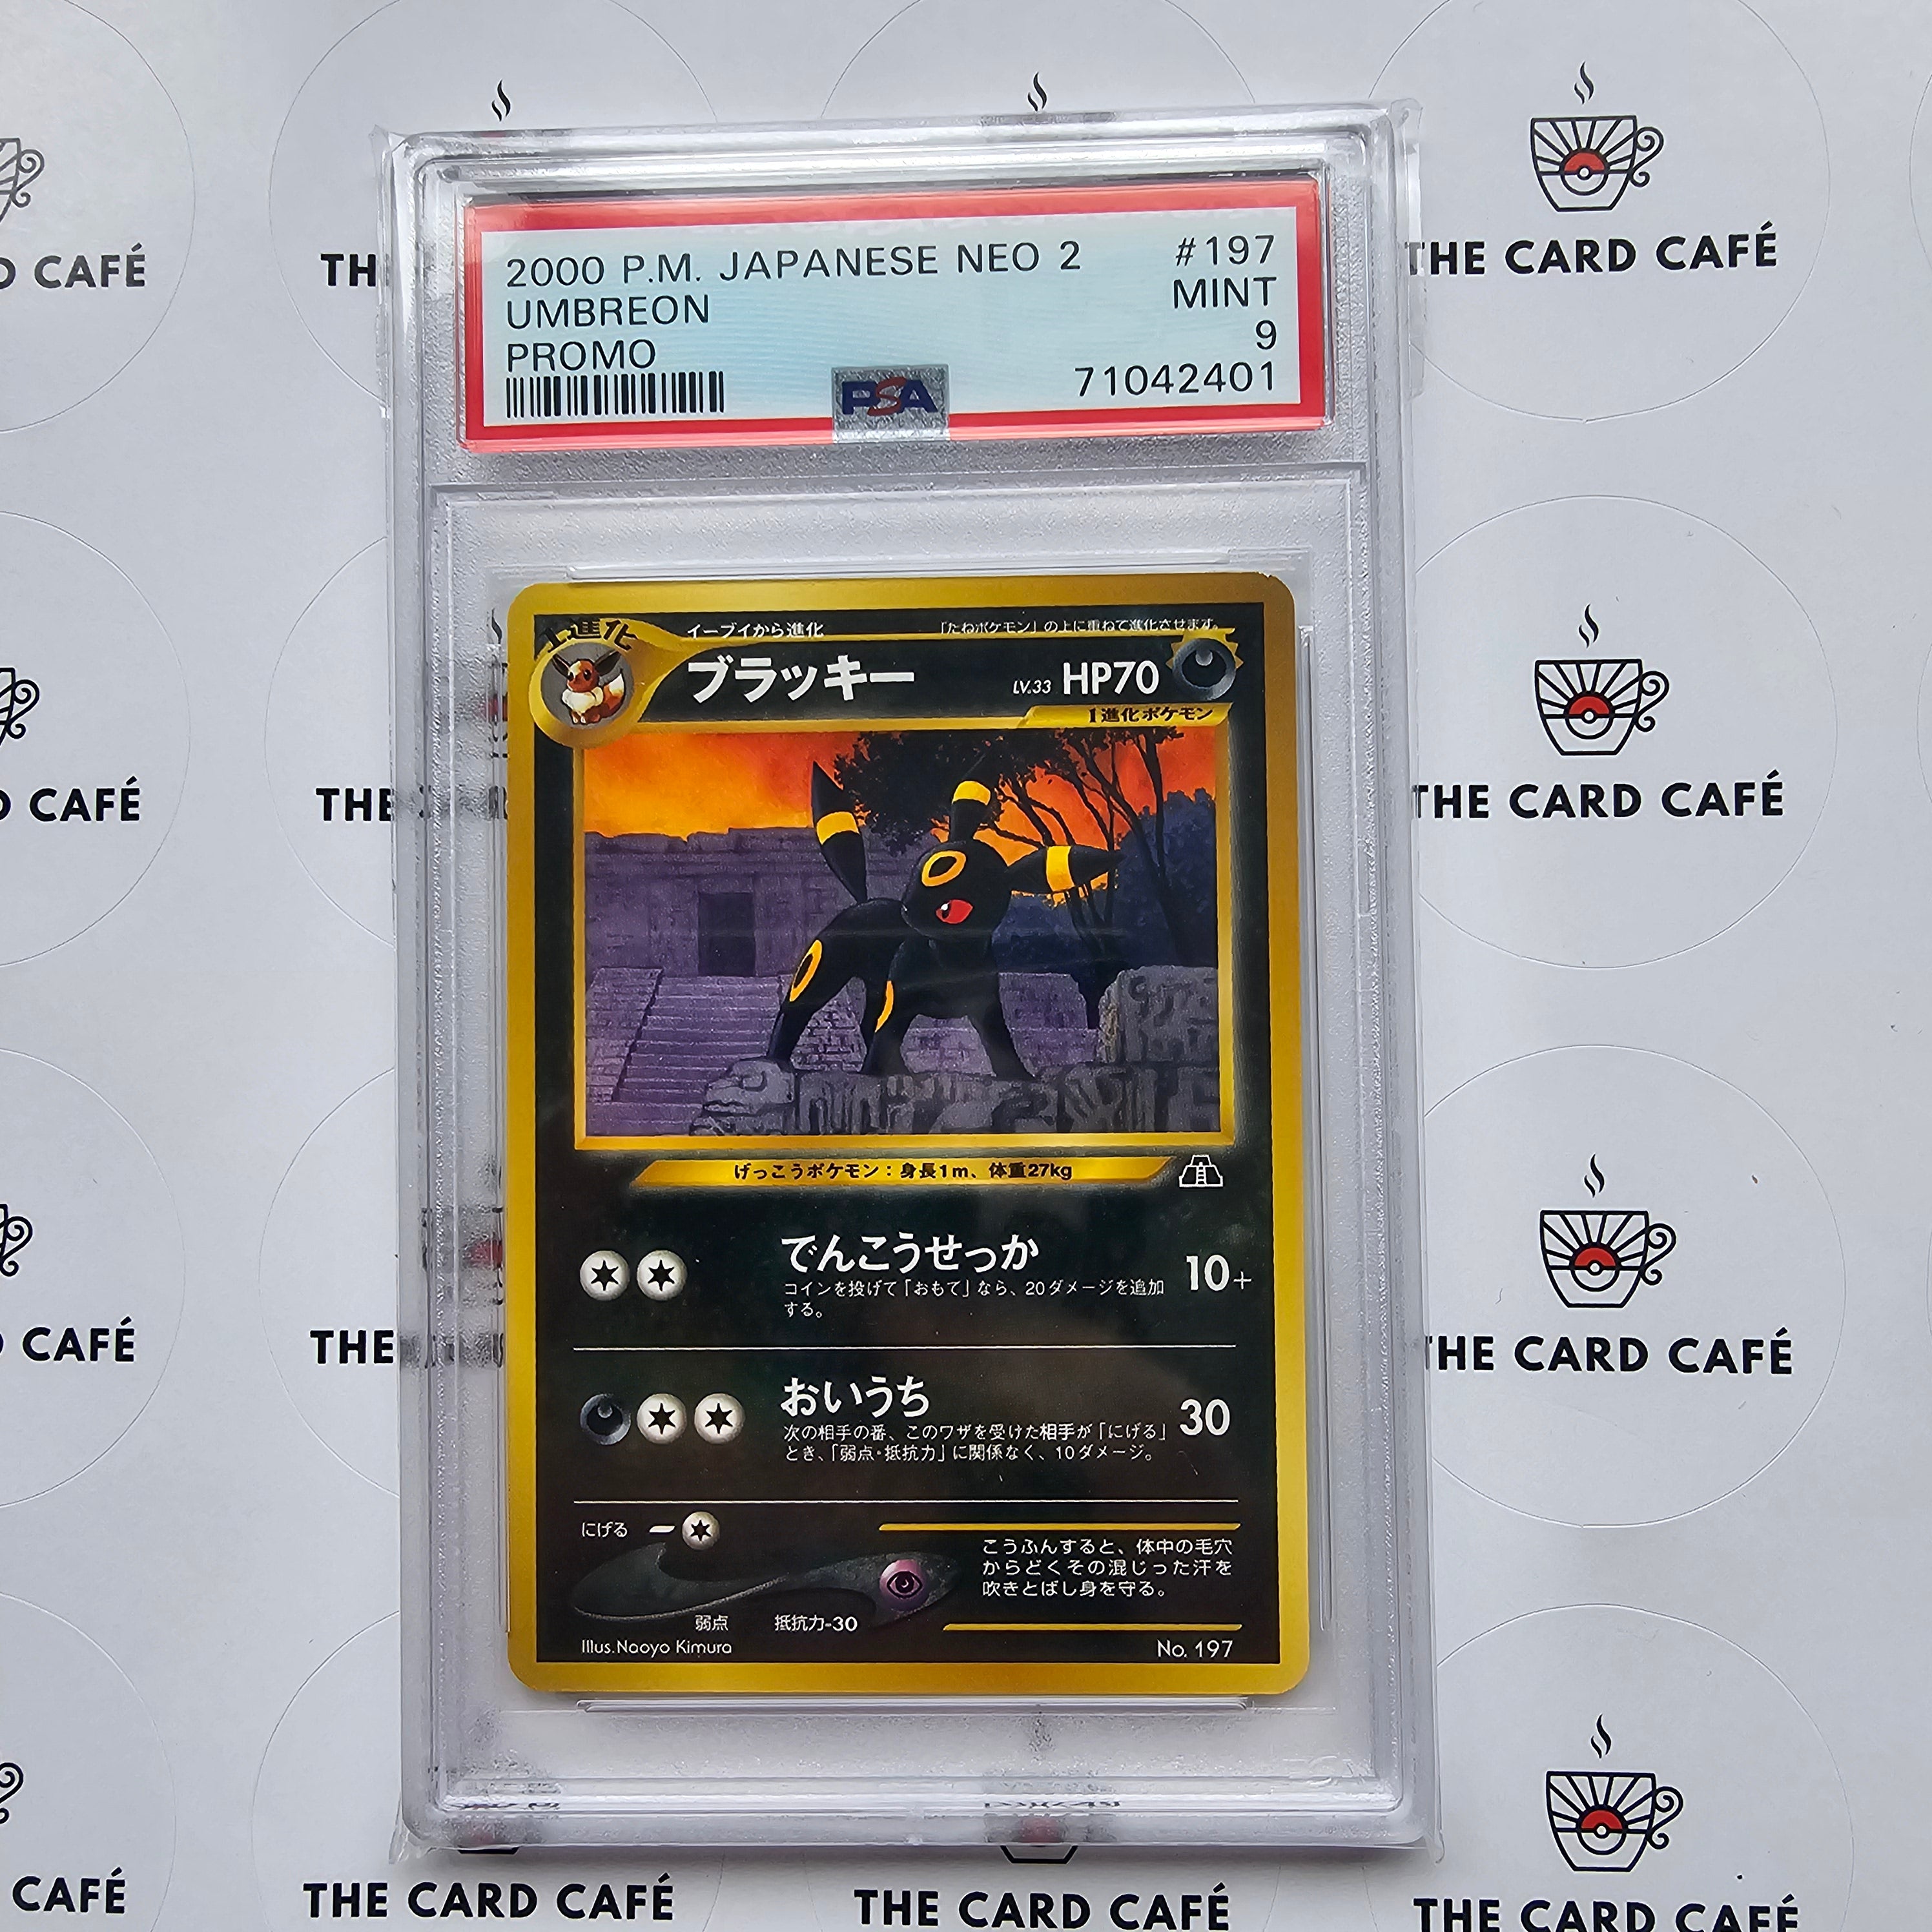 2000 P.M. JAPANESE NEO 2 #197
UMBREON MINT
PROMO 9
PSA 71042401
1進化
イーブイから進化
「たねポケモン」の上に重ねて進化させます。
ブラッキー LV.33 HP70
1進化ポケモン
げっこうポケモン：身長1m、体重27kg
でんこうせっか 10+
コインを投げて「おもて」なら、20ダメージを追加
する。
おいうち 30
次の相手の番、このワザを受けた相手が「にげる」
とき、「弱点・抵抗力」に関係なく、10ダメージ。
にげる
こうふんすると、体中の毛穴
からどくその混じった汗を
吹きとばし身を守る。
弱点 抵抗力-30
Illus. Naoyo Kimura No. 197
D CAFÉ
TH
THE CARD CAFÉ
D CAFÉ
THE
THE CARD CAFÉ
CAFÉ
THE
THE CARD CAFÉ
CAFÉ
THE CARD CAFÉ
THE CARD CAFÉ
THE CARD CAFÉ